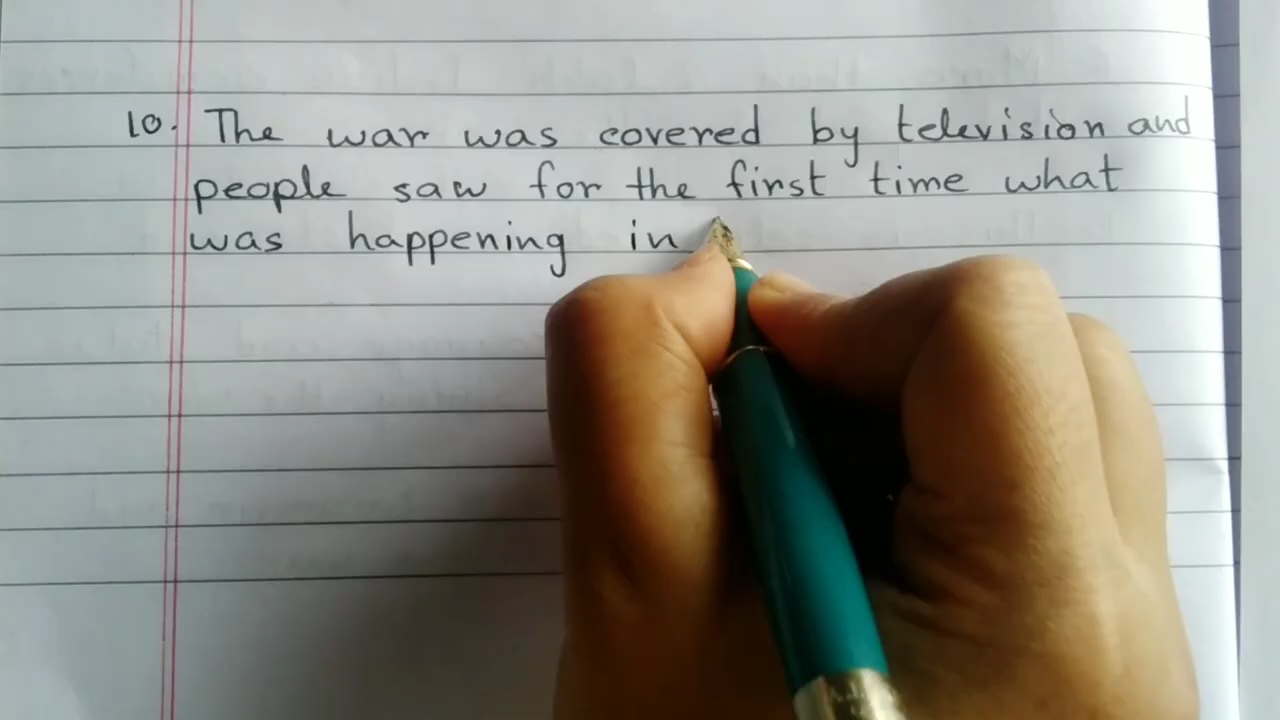 10. The war was covered by television and
people saw for the first time what
was happening in